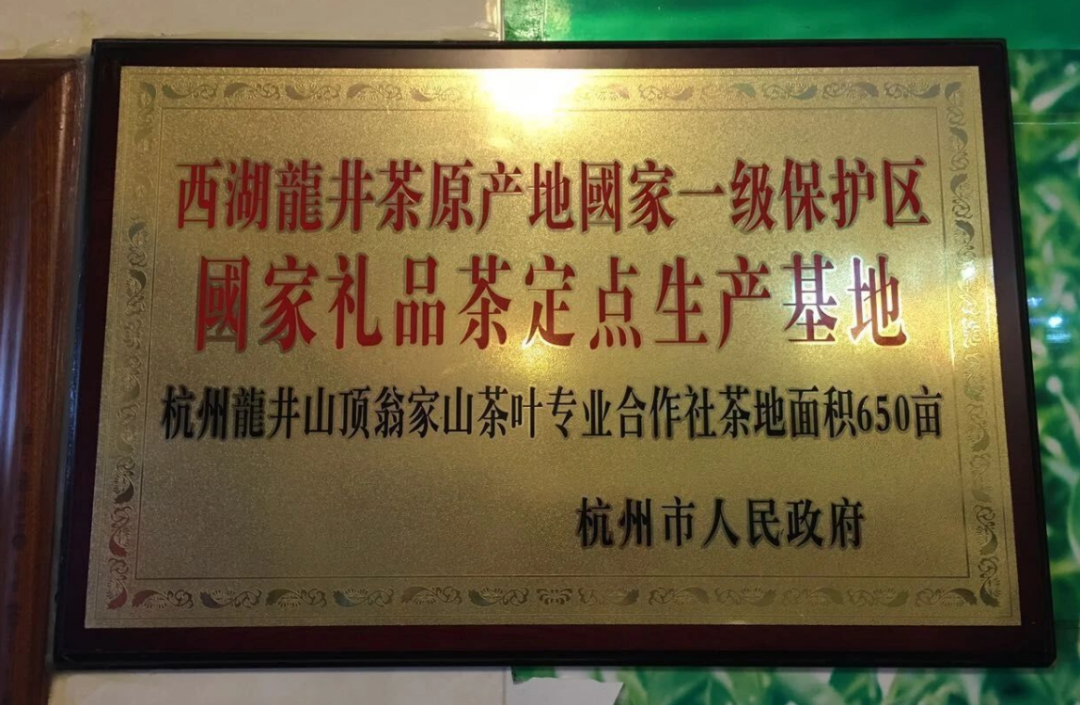 西湖龍井茶原产地國家一级保护区
國家礼品茶定点生产基地
杭州龍井山顶翁家山茶叶专业合作社茶地面积650亩
杭州市人民政府